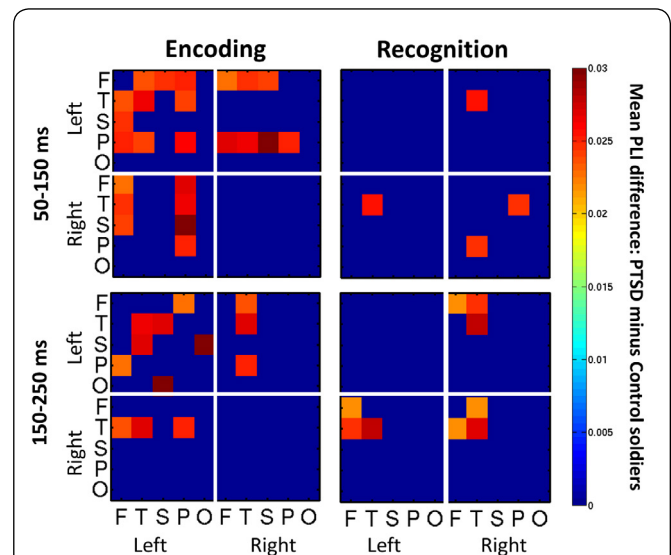 Encoding
Recognition
50-150 ms
Left
F
T
S
P
O
Right
F
T
S
P
O
150-250 ms
Left
F
T
S
P
O
Right
F
T
S
P
O
F T S P O F T S P O F T S P O F T S P O
Left Right Left Right
0.03
0.025
0.02
0.015
0.01
0.005
0
Mean PLI difference: PTSD minus Control soldiers